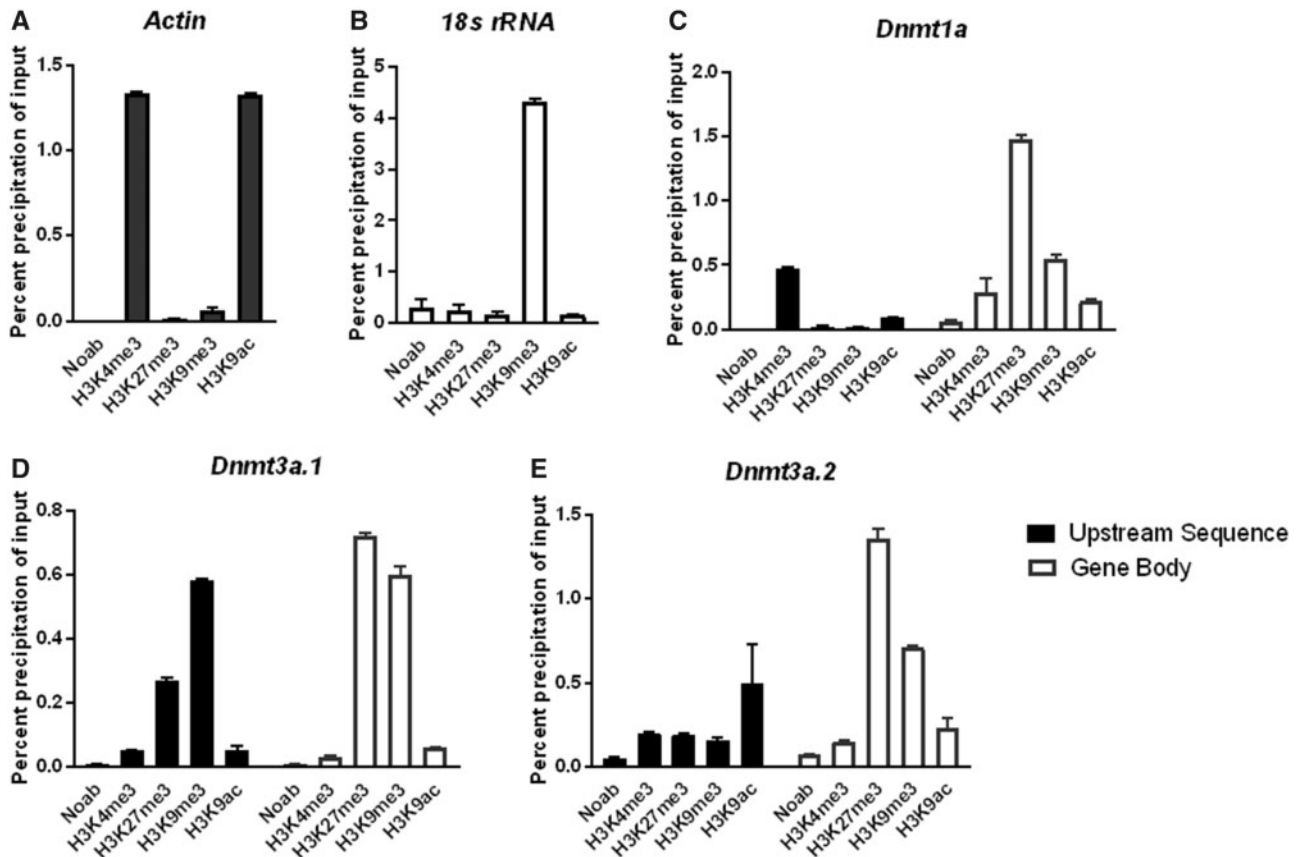 A
Actin
Percent precipitation of input
1.5
1.0
0.5
0.0
Noab
H3K4me3
H3K27me3
H3K9me3
H3K9ac
B
18s rRNA
Percent precipitation of input
5
4
3
2
1
0
Noab
H3K4me3
H3K27me3
H3K9me3
H3K9ac
C
Dnmt1a
Percent precipitation of input
2.0
1.5
1.0
0.5
0.0
Noab
H3K4me3
H3K27me3
H3K9me3
H3K9ac
Noab
H3K4me3
H3K27me3
H3K9me3
H3K9ac
D
Dnmt3a.1
Percent precipitation of input
0.8
0.6
0.4
0.2
0.0
Noab
H3K4me3
H3K27me3
H3K9me3
H3K9ac
Noab
H3K4me3
H3K27me3
H3K9me3
H3K9ac
E
Dnmt3a.2
Percent precipitation of input
1.5
1.0
0.5
0.0
Noab
H3K4me3
H3K27me3
H3K9me3
H3K9ac
Noab
H3K4me3
H3K27me3
H3K9me3
H3K9ac
Upstream Sequence
Gene Body